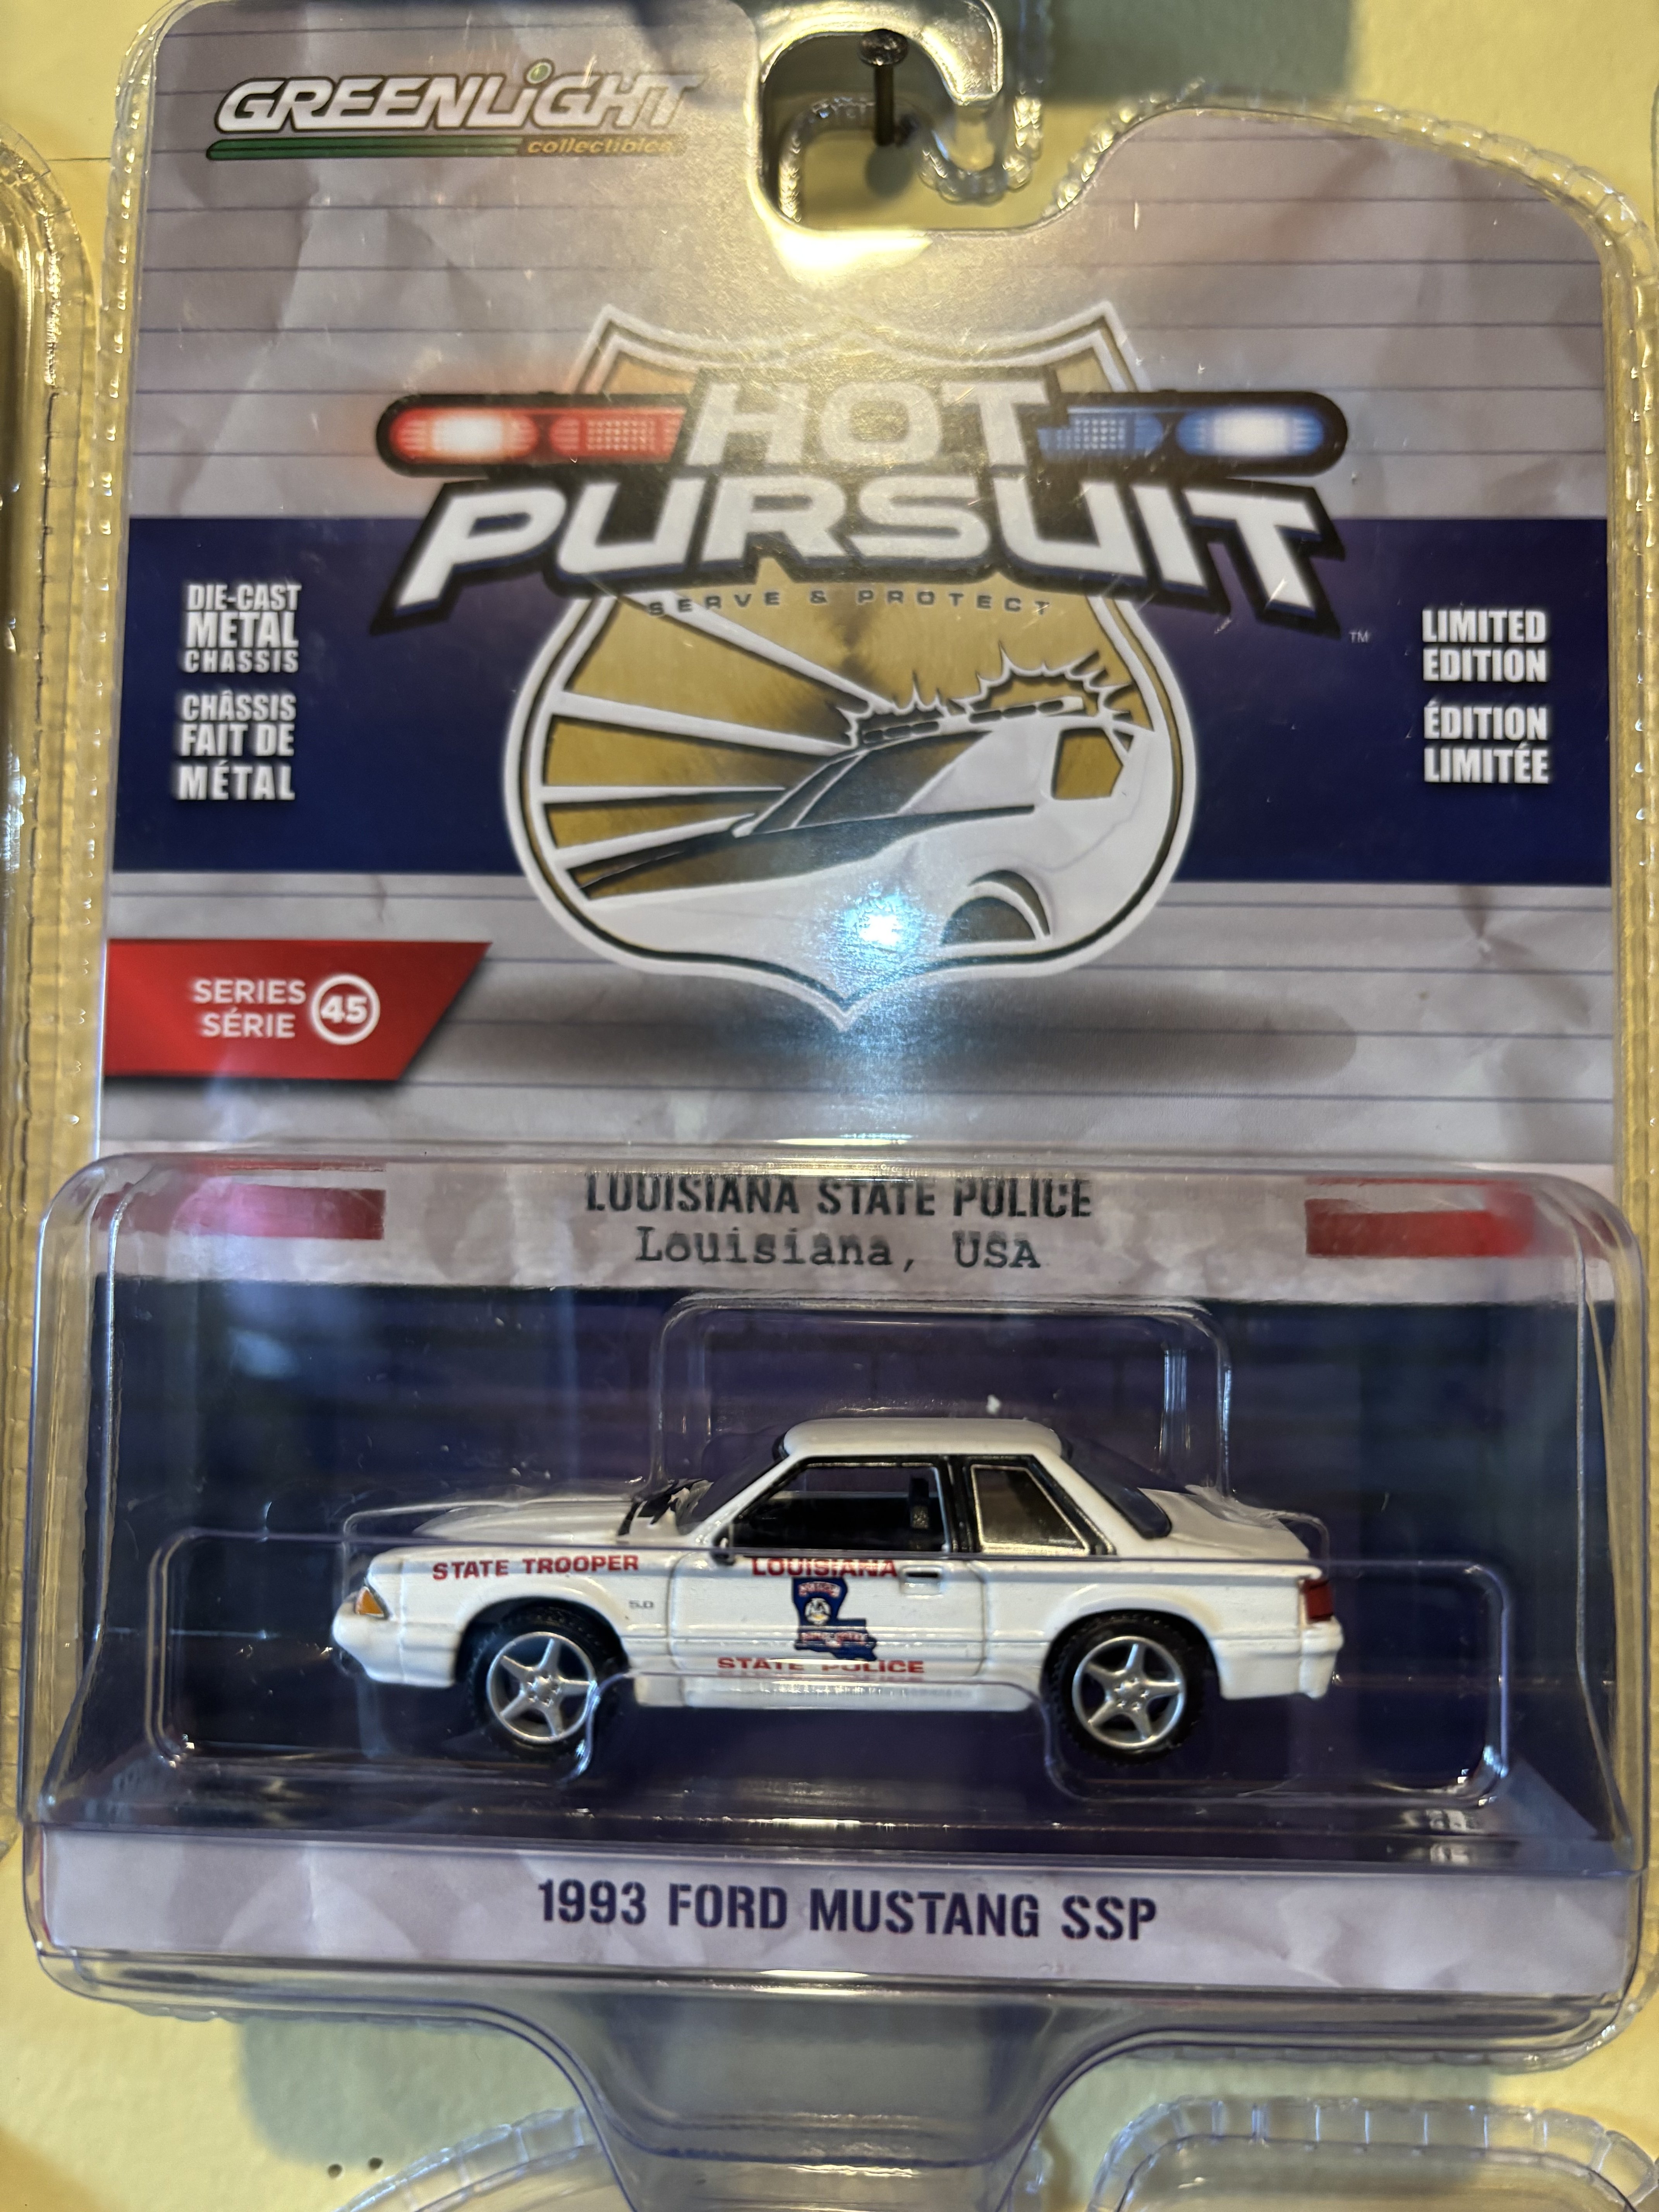 GREENLiGHT
collectibles
HOT
PURSUIT
™
SERVE & PROTECT
DIE-CAST
METAL
CHASSIS
CHÂSSIS
FAIT DE
MÉTAL
LIMITED
EDITION
ÉDITION
LIMITÉE
SERIES
SÉRIE
45
LOUISIANA STATE POLICE
Louisiana, USA
STATE TROOPER
LOUISIANA
5.0
STATE POLICE
1993 FORD MUSTANG SSP